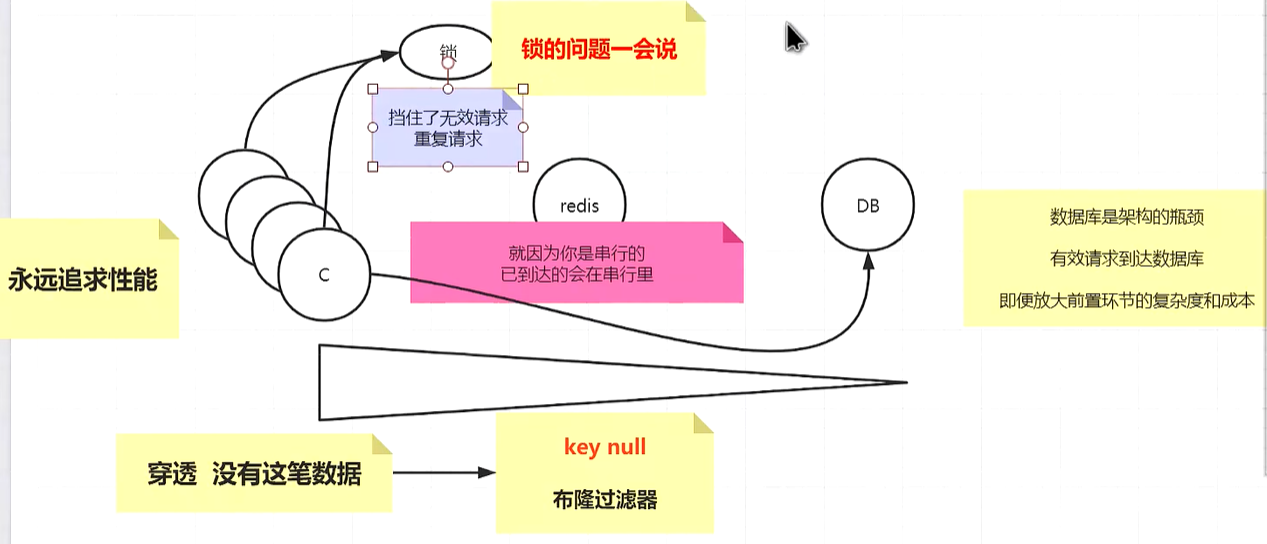 锁
锁的问题一会说
挡住了无效请求
重复请求
redis
DB
数据库是架构的瓶颈
有效请求到达数据库
即便放大前置环节的复杂度和成本
就因为你是串行的
已到达的会在串行里
永远追求性能
C
key null
穿透 没有这笔数据
布隆过滤器